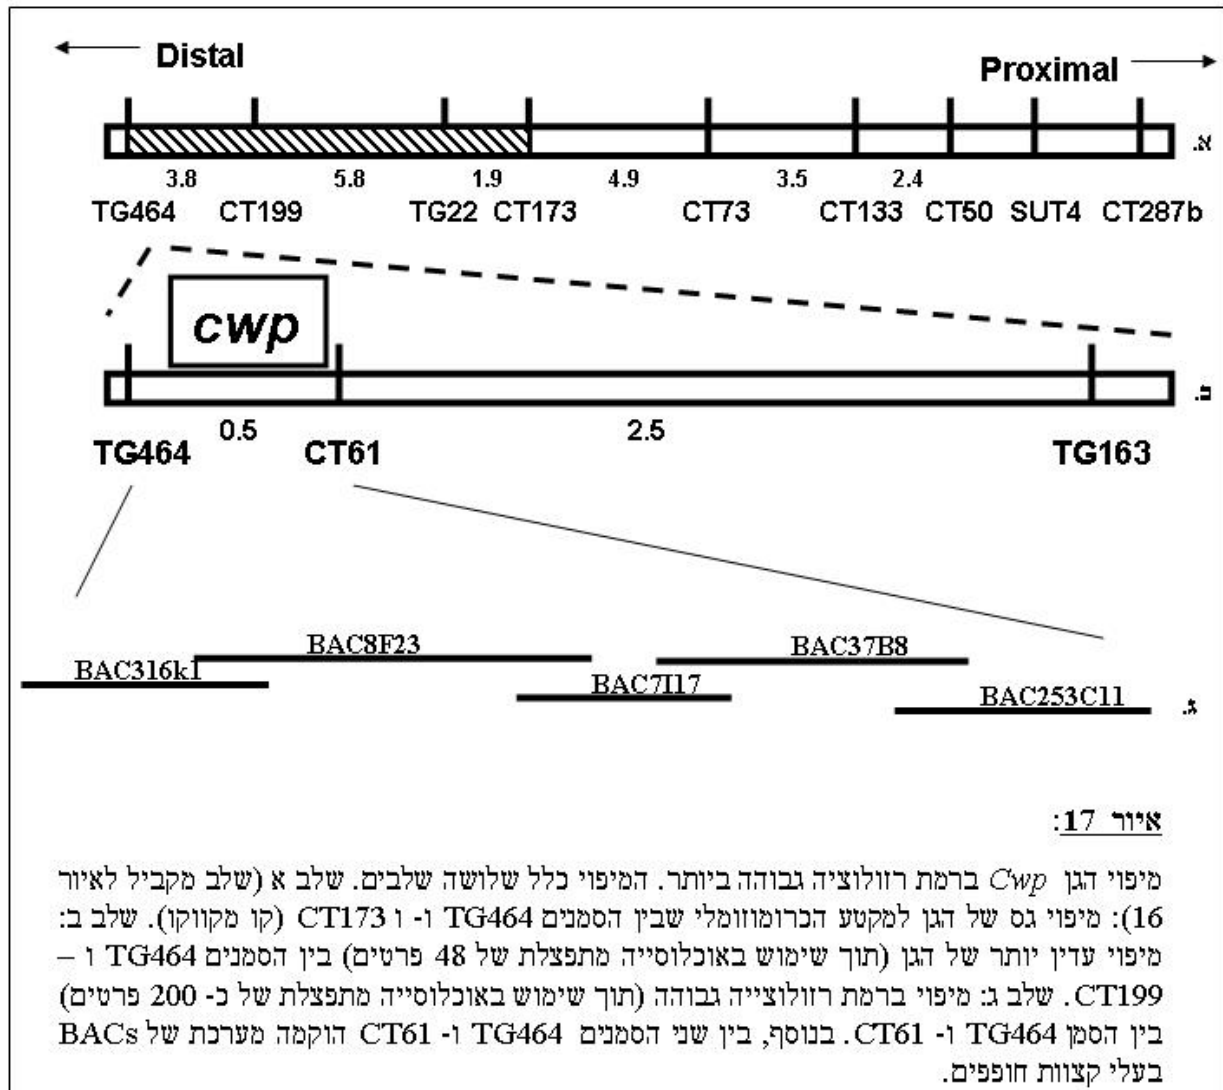 Distal
Proximal
א.
3.8 5.8 1.9 4.9 3.5 2.4
TG464 CT199 TG22 CT173 CT73 CT133 CT50 SUT4 CT287b
cwp
ב.
0.5 2.5
TG464 CT61 TG163
BAC8F23 BAC37B8
BAC316k1 BAC7I17 BAC253C11
ג.
איור 17:
מיפוי הגן Cwp ברמת רזולוציה גבוהה ביותר. המיפוי כלל שלושה שלבים. שלב א (שלב מקביל לאיור
16): מיפוי גס של הגן למקטע הכרומוזומלי שבין הסמנים TG464 ו- ו CT173 (קו מקווקו). שלב ב:
מיפוי עדין יותר של הגן (תוך שימוש באוכלוסייה מתפצלת של 48 פרטים) בין הסמנים TG464 ו –
CT199. שלב ג: מיפוי ברמת רזולוצייה גבוהה (תוך שימוש באוכלוסייה מתפצלת של כ- 200 פרטים)
בין הסמן TG464 ו- CT61. בנוסף, בין שני הסמנים TG464 ו- CT61 הוקמה מערכת של BACs
בעלי קצוות חופפים.